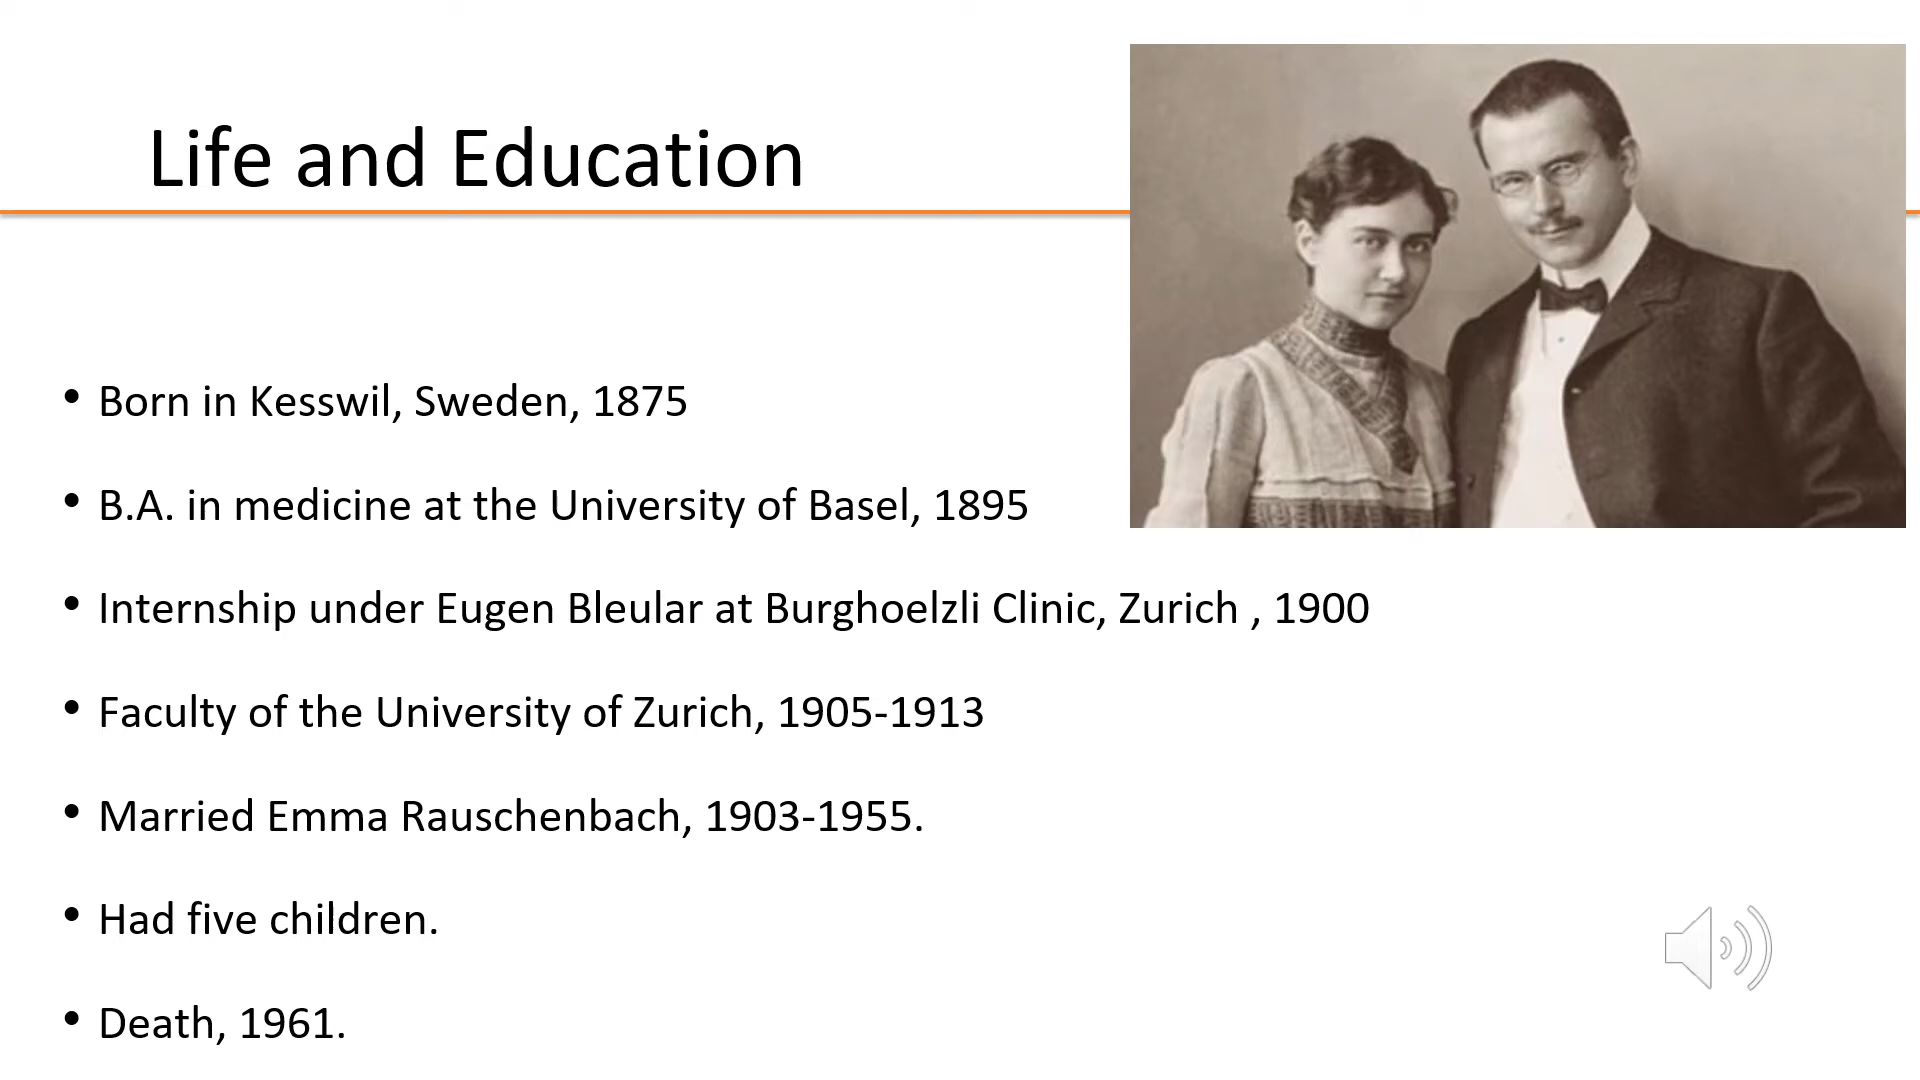 Life and Education
• Born in Kesswil, Sweden, 1875
• B.A. in medicine at the University of Basel, 1895
• Internship under Eugen Bleular at Burghoelzli Clinic, Zurich , 1900
• Faculty of the University of Zurich, 1905-1913
• Married Emma Rauschenbach, 1903-1955.
• Had five children.
• Death, 1961.